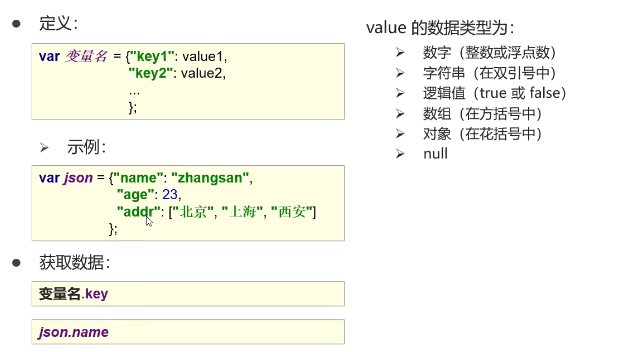 定义：
var 变量名 = {"key1": value1,
"key2": value2,
...
};
示例：
var json = {"name": "zhangsan",
"age": 23,
"addr": ["北京", "上海", "西安"]
};
获取数据：
变量名.key
json.name
value 的数据类型为：
数字（整数或浮点数）
字符串（在双引号中）
逻辑值（true 或 false）
数组（在方括号中）
对象（在花括号中）
null